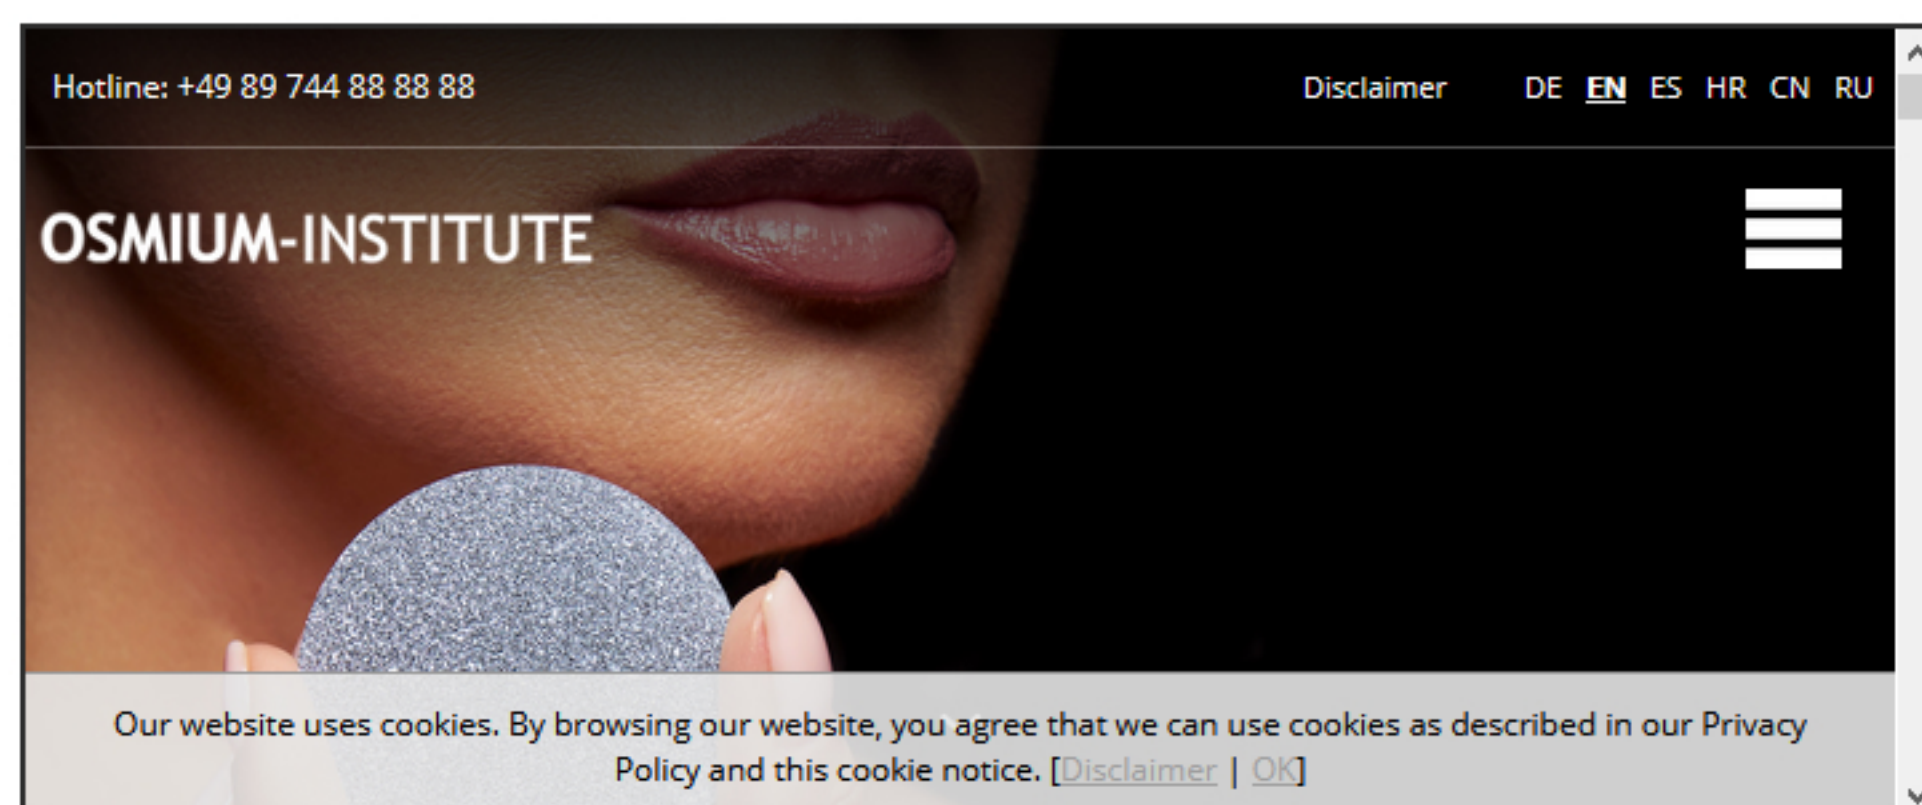 Hotline: +49 89 744 88 88 88
Disclaimer DE EN ES HR CN RU
OSMIUM-INSTITUTE
Our website uses cookies. By browsing our website, you agree that we can use cookies as described in our Privacy
Policy and this cookie notice. [Disclaimer | OK]